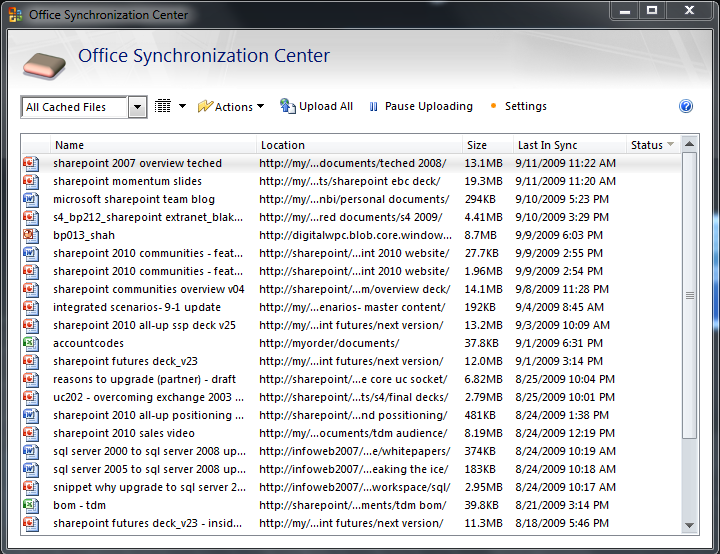 Office Synchronization Center
Office Synchronization Center
All Cached Files Actions Upload All Pause Uploading Settings
Name Location Size Last In Sync Status
sharepoint 2007 overview teched http://my/...documents/teched 2008/ 13.1MB 9/11/2009 11:22 AM
sharepoint momentum slides http://my/...ts/sharepoint ebc deck/ 19.3MB 9/11/2009 11:20 AM
microsoft sharepoint team blog http://my/...nbi/personal documents/ 294KB 9/10/2009 5:23 PM
s4_bp212_sharepoint extranet_blak... http://my/...red documents/s4 2009/ 4.41MB 9/10/2009 3:29 PM
bp013_shah http://digitalwpc.blob.core.window... 8.7MB 9/9/2009 6:03 PM
sharepoint 2010 communities - feat... http://sharepoint/...int 2010 website/ 27.7KB 9/9/2009 2:55 PM
sharepoint 2010 communities - feat... http://sharepoint/...int 2010 website/ 1.96MB 9/9/2009 2:54 PM
sharepoint communities overview v04 http://sharepoint/...m/overview deck/ 14.1MB 9/8/2009 11:28 PM
integrated scenarios- 9-1 update http://my/...enarios- master content/ 192KB 9/4/2009 8:45 AM
sharepoint 2010 all-up ssp deck v25 http://my/...int futures/next version/ 13.2MB 9/3/2009 10:09 AM
accountcodes http://myorder/documents/ 37.8KB 9/1/2009 6:31 PM
sharepoint futures deck_v23 http://my/...int futures/next version/ 12.0MB 9/1/2009 3:14 PM
reasons to upgrade (partner) - draft http://sharepoint/...e core uc socket/ 6.82MB 8/25/2009 10:04 PM
uc202 - overcoming exchange 2003 ... http://sharepoint/...ts/s4/final decks/ 2.79MB 8/25/2009 10:01 PM
sharepoint 2010 all-up positioning ... http://sharepoint/...nd possitioning/ 481KB 8/24/2009 1:38 PM
sharepoint 2010 sales video http://my/...ocuments/tdm audience/ 8.19MB 8/24/2009 12:19 PM
sql server 2000 to sql server 2008 up... http://infoweb2007/...e/whitepapers/ 374KB 8/24/2009 10:19 AM
sql server 2005 to sql server 2008 up... http://infoweb2007/...eaking the ice/ 183KB 8/24/2009 10:18 AM
snippet why upgrade to sql server 2... http://infoweb2007/...workspace/sql/ 2.95MB 8/24/2009 10:17 AM
bom - tdm http://sharepoint/...ments/tdm bom/ 39.8KB 8/21/2009 3:14 PM
sharepoint futures deck_v23 - insid... http://my/...int futures/next version/ 11.3MB 8/18/2009 5:46 PM